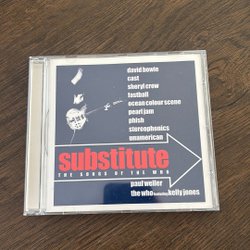 david bowie
cast
sheryl crow
fastball
ocean colour scene
pearl jam
phish
stereophonics
unamerican
substitute
THE SONGS OF THE WHO
paul weller
the who featuring kelly jones